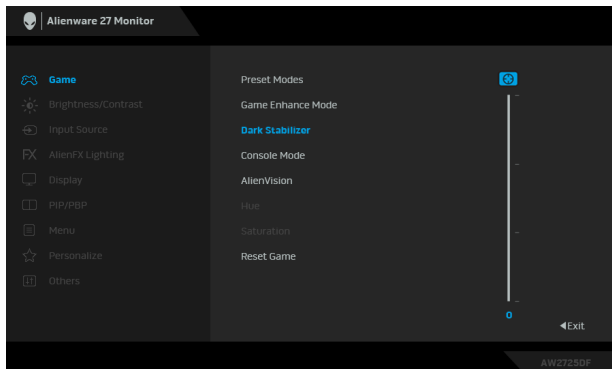 Alienware 27 Monitor
Game
Brightness/Contrast
Input Source
FX AlienFX Lighting
Display
PIP/PBP
Menu
Personalize
Others
Preset Modes
Game Enhance Mode
Dark Stabilizer
Console Mode
AlienVision
Hue
Saturation
Reset Game
0
Exit
AW2725DF